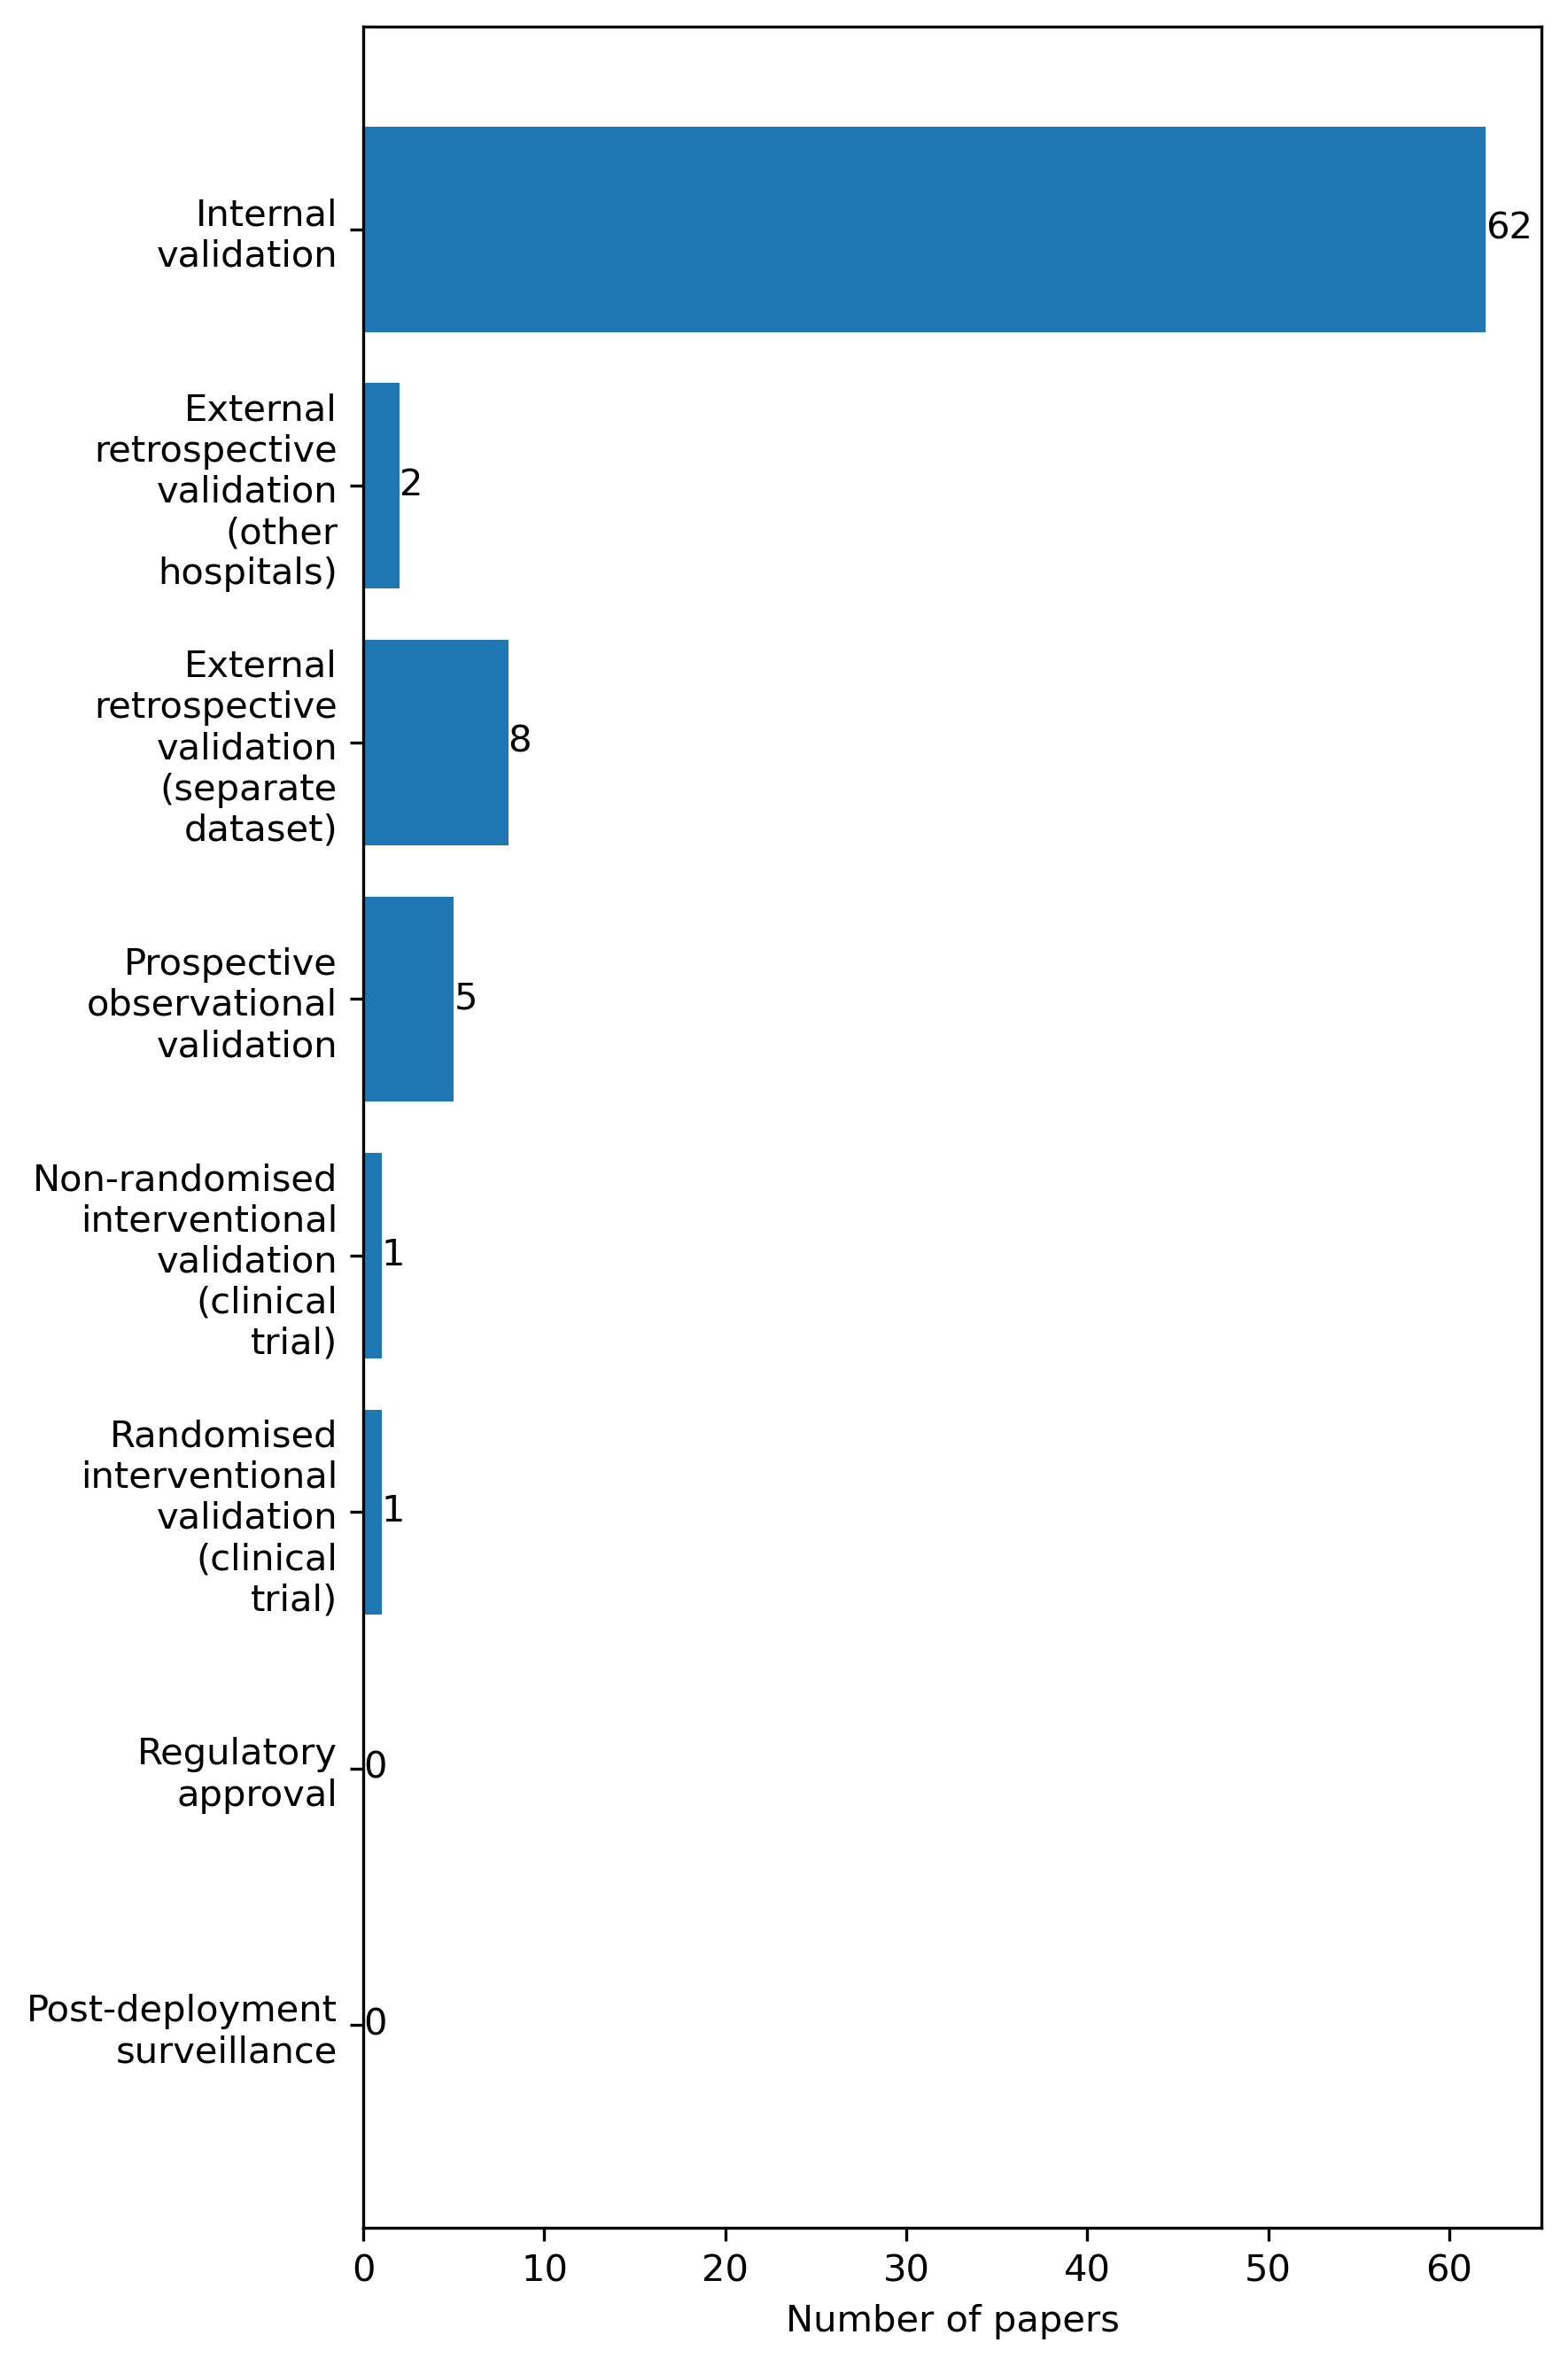 Internal
validation
62
External
retrospective
validation
(other
hospitals)
2
External
retrospective
validation
(separate
dataset)
8
Prospective
observational
validation
5
Non-randomised
interventional
validation
(clinical
trial)
1
Randomised
interventional
validation
(clinical
trial)
1
Regulatory
approval
0
Post-deployment
surveillance
0
0 10 20 30 40 50 60
Number of papers